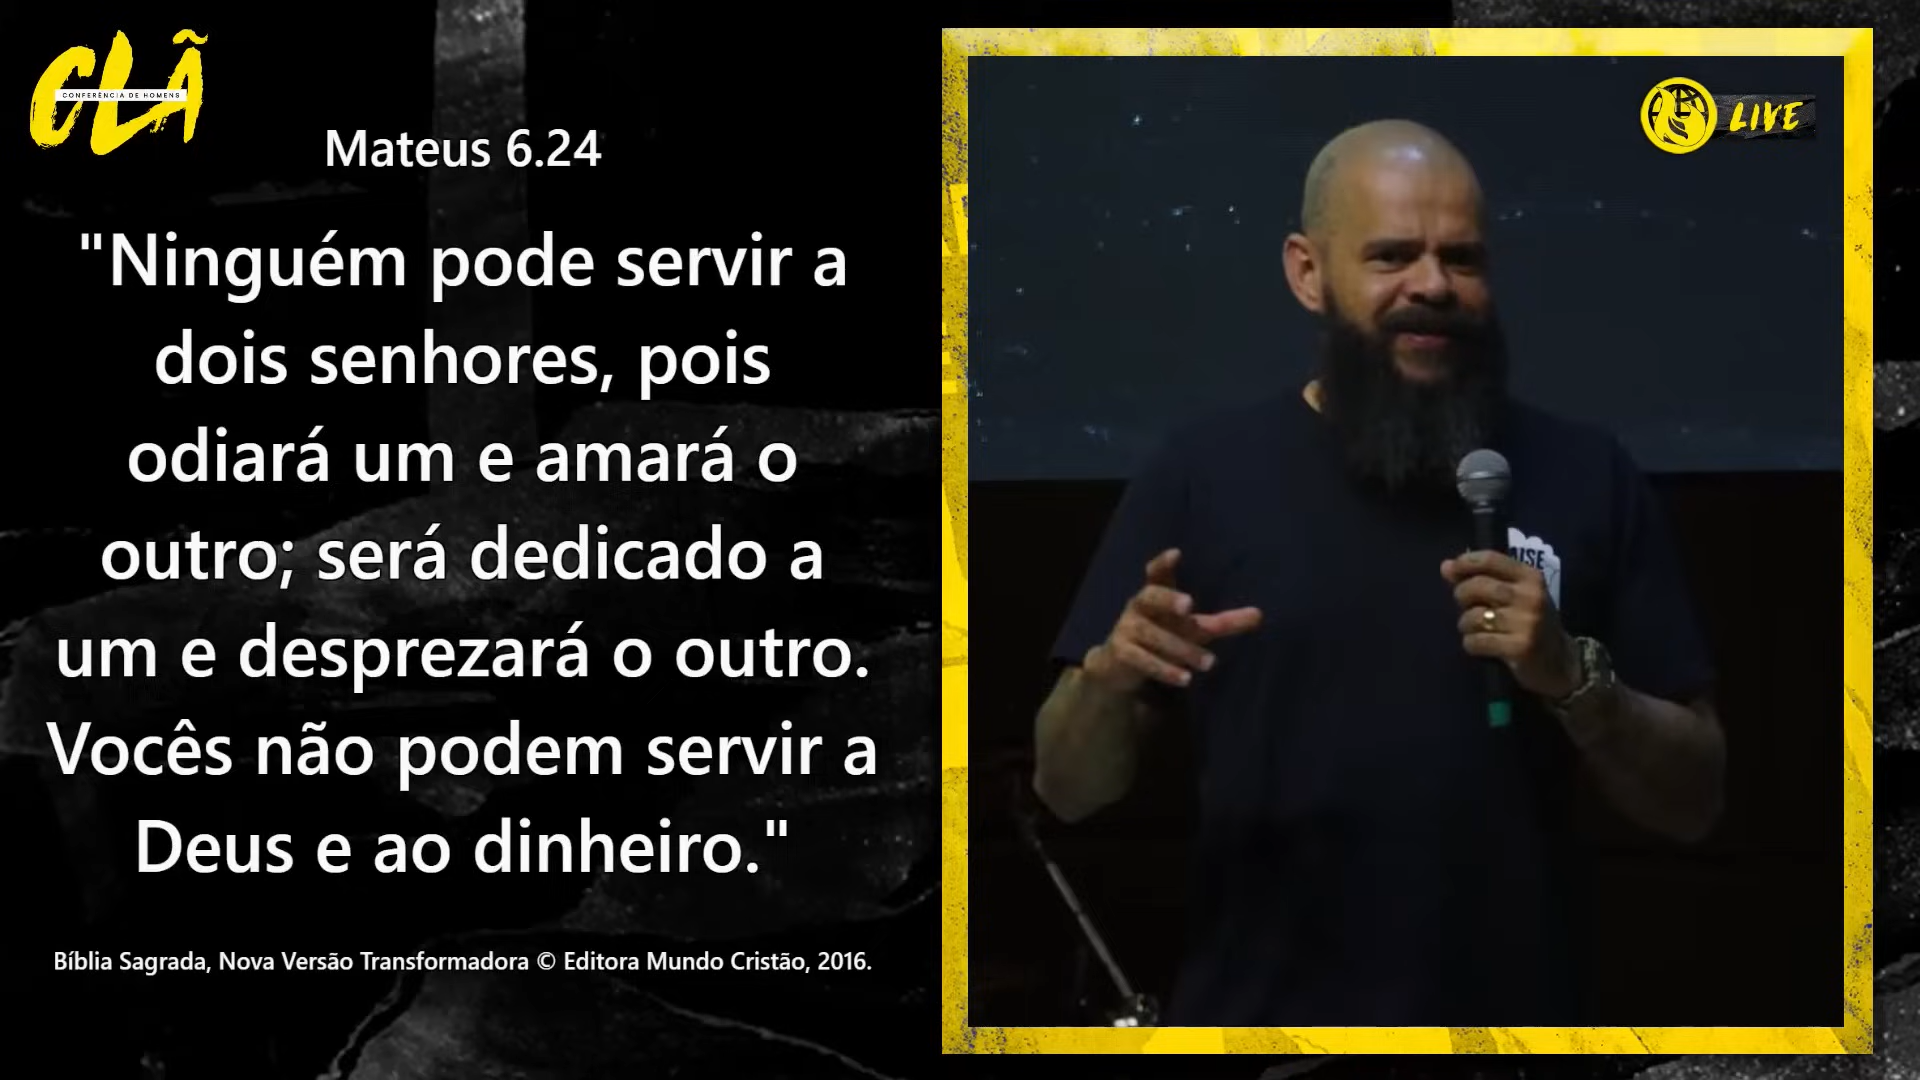 CLÃ
CONFERÊNCIA DE HOMENS
Mateus 6.24
"Ninguém pode servir a
dois senhores, pois
odiará um e amará o
outro; será dedicado a
um e desprezará o outro.
Vocês não podem servir a
Deus e ao dinheiro."
Bíblia Sagrada, Nova Versão Transformadora © Editora Mundo Cristão, 2016.
LIVE